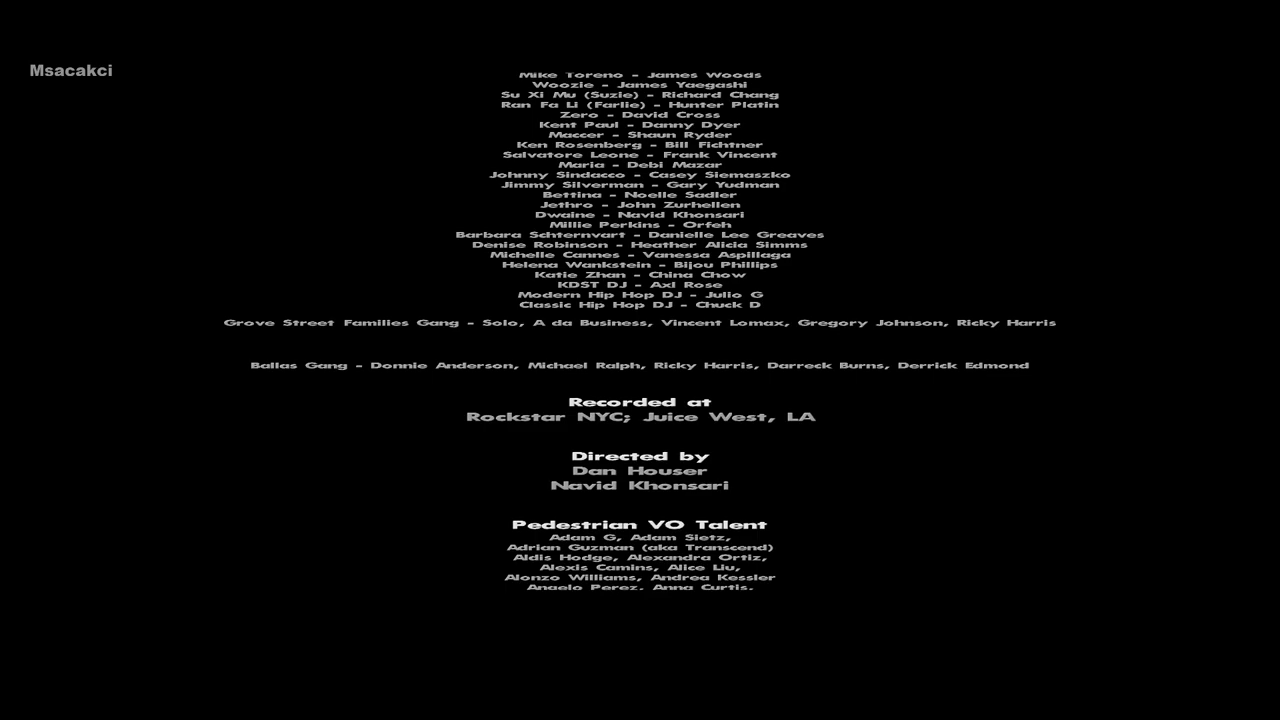 Msacakci
Mike Toreno - James Woods
Woozie - James Yaegashi
Su Xi Mu (Suzie) - Richard Chang
Ran Fa Li (Farlie) - Hunter Platin
Zero - David Cross
Kent Paul - Danny Dyer
Maccer - Shaun Ryder
Ken Rosenberg - Bill Fichtner
Salvatore Leone - Frank Vincent
Maria - Debi Mazar
Johnny Sindacco - Casey Siemaszko
Jimmy Silverman - Gary Yudman
Bettina - Noelle Sadler
Jethro - John Zurhellen
Dwaine - Navid Khonsari
Millie Perkins - Orfeh
Barbara Schternvart - Danielle Lee Greaves
Denise Robinson - Heather Alicia Simms
Michelle Cannes - Vanessa Aspillaga
Helena Wankstein - Bijou Phillips
Katie Zhan - China Chow
KDST DJ - Axl Rose
Modern Hip Hop DJ - Julio G
Classic Hip Hop DJ - Chuck D
Grove Street Families Gang - Solo, A da Business, Vincent Lomax, Gregory Johnson, Ricky Harris
Ballas Gang - Donnie Anderson, Michael Ralph, Ricky Harris, Darreck Burns, Derrick Edmond
Recorded at
Rockstar NYC; Juice West, LA
Directed by
Dan Houser
Navid Khonsari
Pedestrian VO Talent
Adam G, Adam Sietz,
Adrian Guzman (aka Transcend)
Aldis Hodge, Alexandra Ortiz,
Alexis Camins, Alice Liu,
Alonzo Williams, Andrea Kessler
Angelo Perez, Anna Curtis,